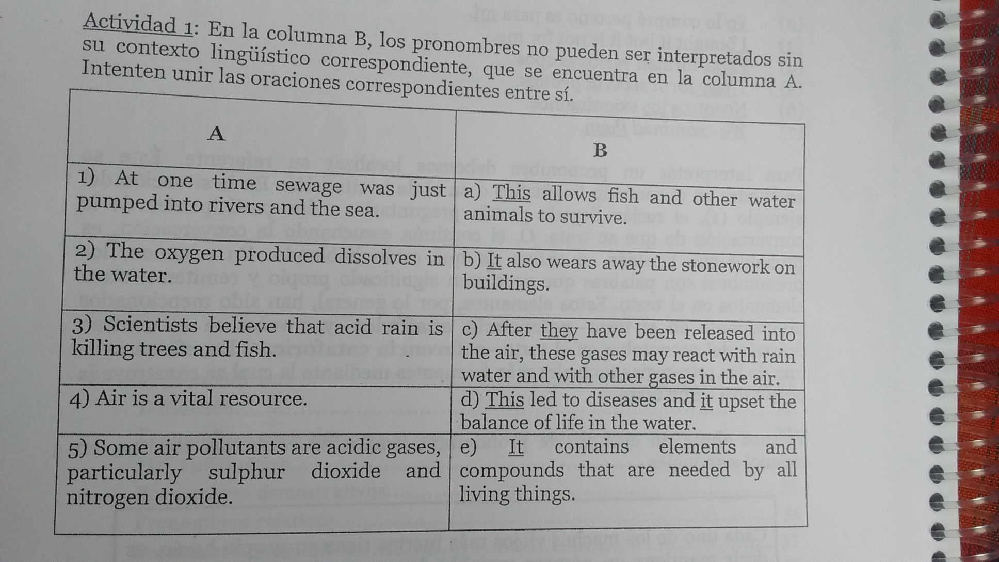 Actividad 1: En la columna B, los pronombres no pueden ser interpretados sin
su contexto lingüístico correspondiente, que se encuentra en la columna A.
Intenten unir las oraciones correspondientes entre sí.
A
B
1) At one time sewage was just
pumped into rivers and the sea.
a) This allows fish and other water
animals to survive.
2) The oxygen produced dissolves in
the water.
b) It also wears away the stonework on
buildings.
3) Scientists believe that acid rain is
killing trees and fish.
c) After they have been released into
the air, these gases may react with rain
water and with other gases in the air.
4) Air is a vital resource.
d) This led to diseases and it upset the
balance of life in the water.
5) Some air pollutants are acidic gases,
particularly sulphur dioxide and
nitrogen dioxide.
e) It contains elements and
compounds that are needed by all
living things.